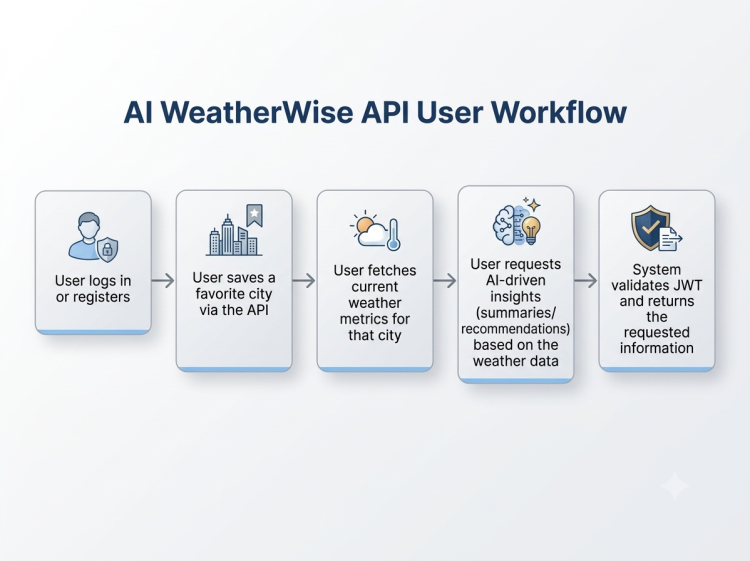 AI WeatherWise API User Workflow
User logs in
or registers
User saves a
favorite city
via the API
User fetches
current
weather
metrics for
that city
User requests
AI-driven
insights
(summaries/
recommendations)
based on the
weather data
System
validates JWT
and returns
the
requested
information